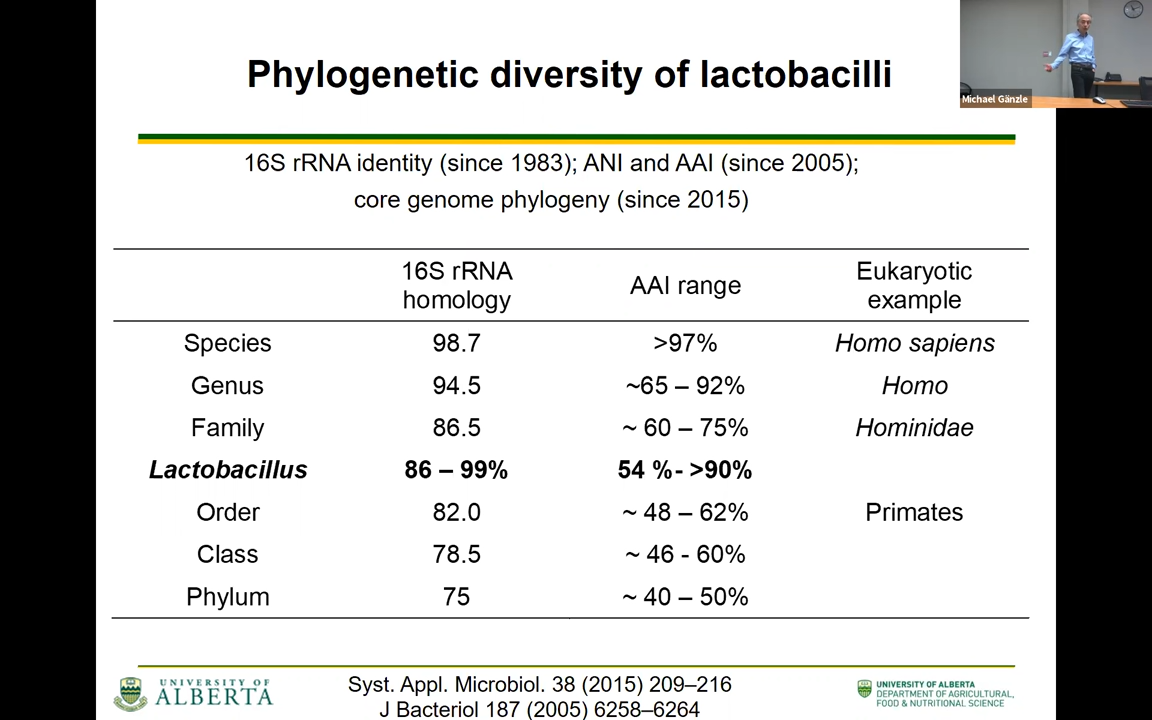 Phylogenetic diversity of lactobacilli
Michael Gänzle
16S rRNA identity (since 1983); ANI and AAI (since 2005);
core genome phylogeny (since 2015)
16S rRNA homology AAI range Eukaryotic example
Species 98.7 >97% Homo sapiens
Genus 94.5 ~65 – 92% Homo
Family 86.5 ~ 60 – 75% Hominidae
Lactobacillus 86 – 99% 54 %- >90%
Order 82.0 ~ 48 – 62% Primates
Class 78.5 ~ 46 - 60%
Phylum 75 ~ 40 – 50%
UNIVERSITY OF
ALBERTA
Syst. Appl. Microbiol. 38 (2015) 209–216
J Bacteriol 187 (2005) 6258–6264
UNIVERSITY OF ALBERTA
DEPARTMENT OF AGRICULTURAL,
FOOD & NUTRITIONAL SCIENCE